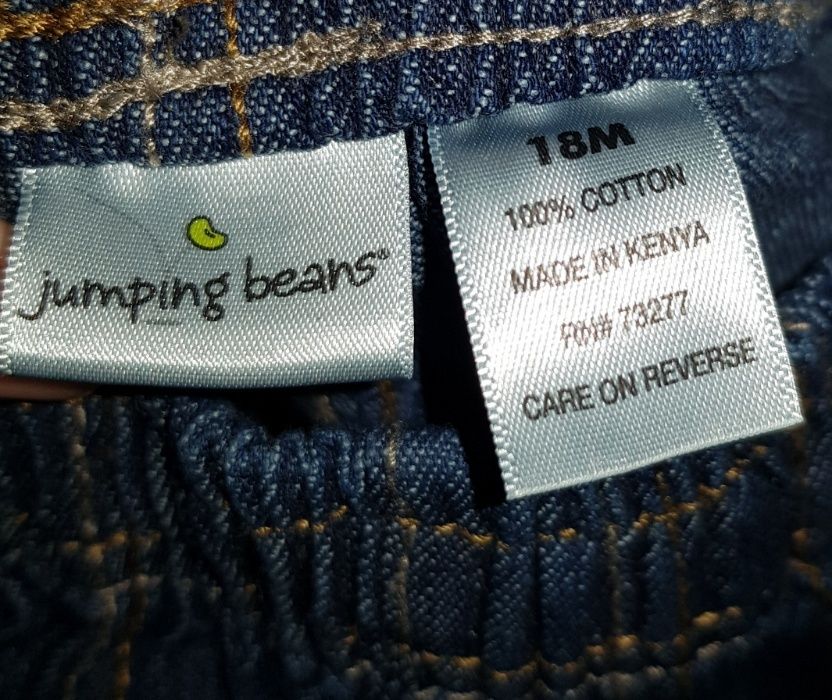 jumping beans®
18M
100% COTTON
MADE IN KENYA
RN# 73277
CARE ON REVERSE